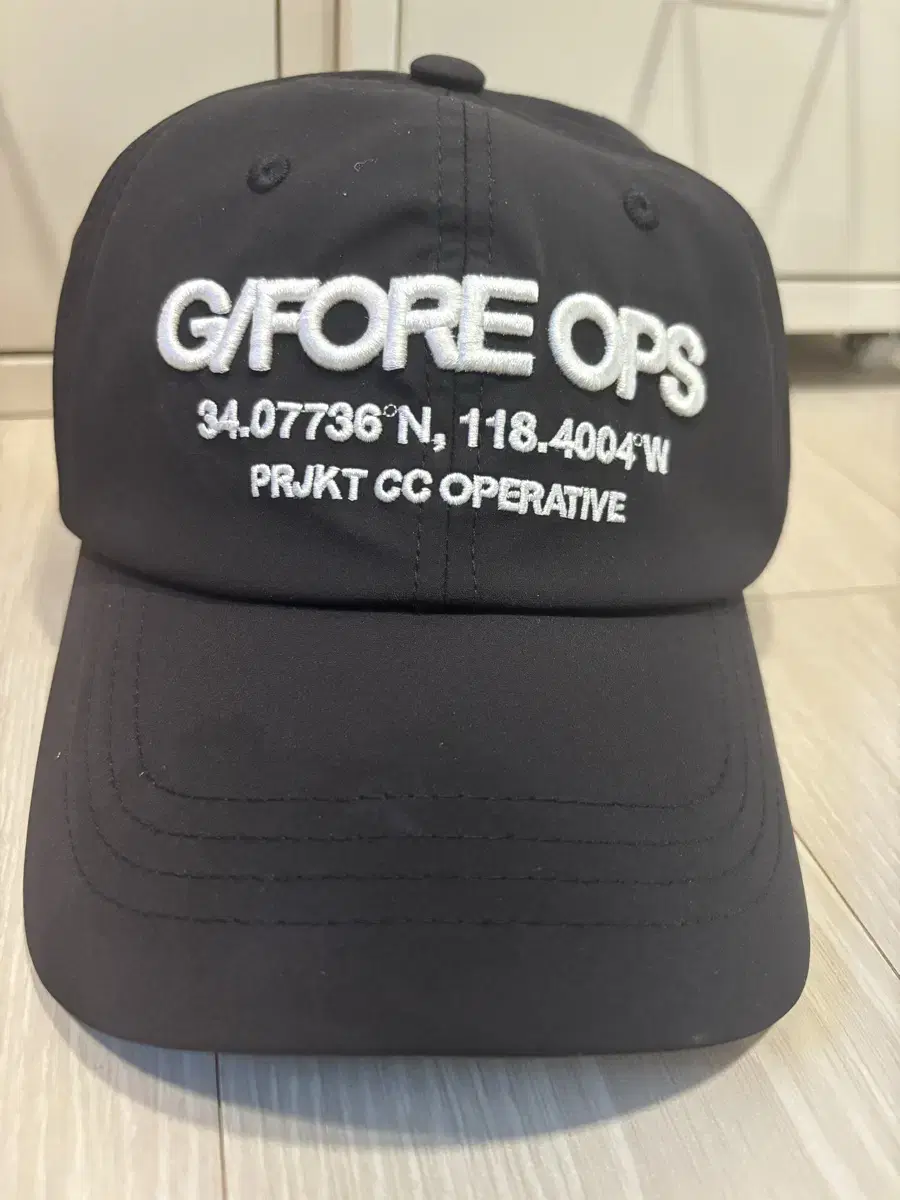 G/FORE OPS
34.07736°N, 118.4004°W
PRJKT CC OPERATIVE